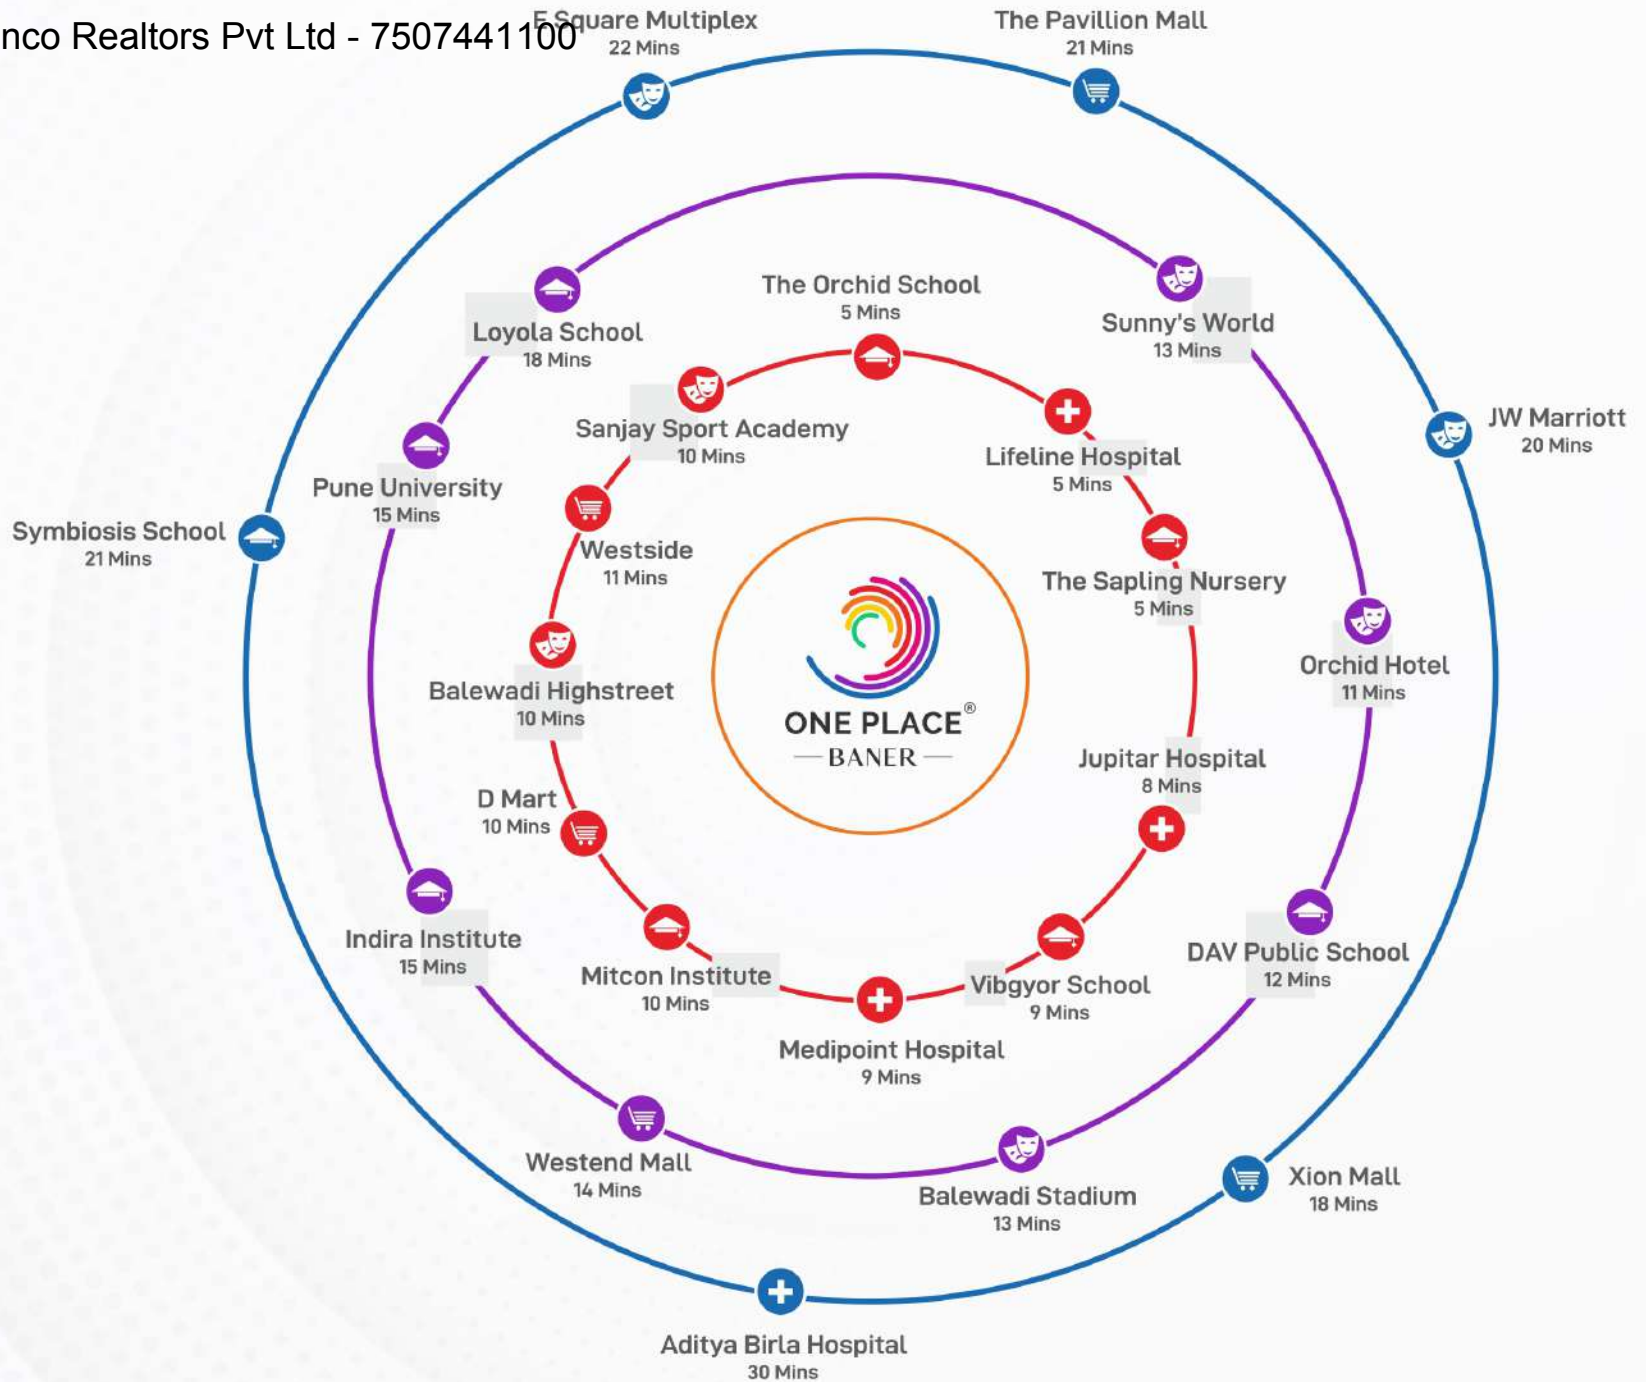 nco Realtors Pvt Ltd - 7507441100
E Square Multiplex
22 Mins
The Pavillion Mall
21 Mins
The Orchid School
5 Mins
Sunny's World
13 Mins
Loyola School
18 Mins
JW Marriott
20 Mins
Sanjay Sport Academy
10 Mins
Lifeline Hospital
5 Mins
Pune University
15 Mins
Symbiosis School
21 Mins
Westside
11 Mins
The Sapling Nursery
5 Mins
Orchid Hotel
11 Mins
Balewadi Highstreet
10 Mins
ONE PLACE®
BANER
Jupitar Hospital
8 Mins
D Mart
10 Mins
Indira Institute
15 Mins
DAV Public School
12 Mins
Mitcon Institute
10 Mins
Vibgyor School
9 Mins
Medipoint Hospital
9 Mins
Westend Mall
14 Mins
Balewadi Stadium
13 Mins
Xion Mall
18 Mins
Aditya Birla Hospital
30 Mins